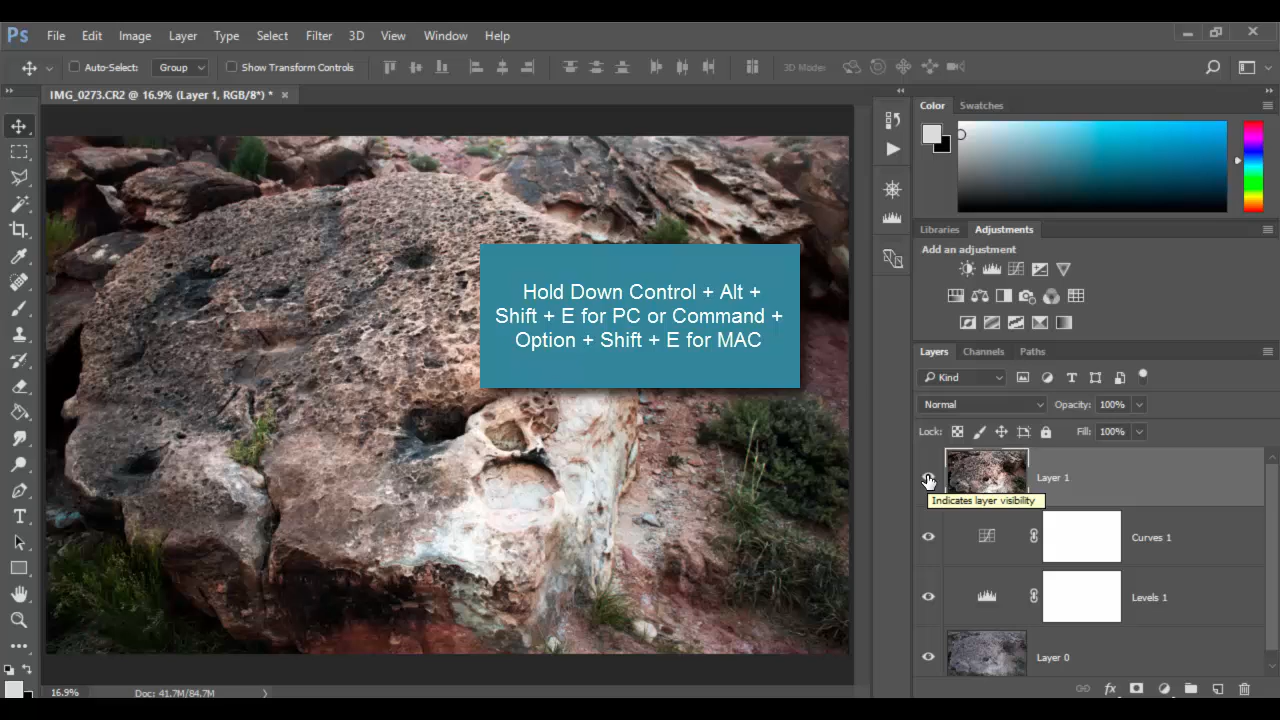 Ps File Edit Image Layer Type Select Filter 3D View Window Help
Auto-Select: Group Show Transform Controls 3D Mode:
IMG_0273.CR2 @ 16.9% (Layer 1, RGB/8*) *
Color Swatches
Libraries Adjustments
Add an adjustment
Hold Down Control + Alt +
Shift + E for PC or Command +
Option + Shift + E for MAC
Layers Channels Paths
Kind
Normal Opacity: 100%
Lock: Fill: 100%
Layer 1
Indicates layer visibility
Curves 1
Levels 1
Layer 0
16.9% Doc: 41.7M/84.7M